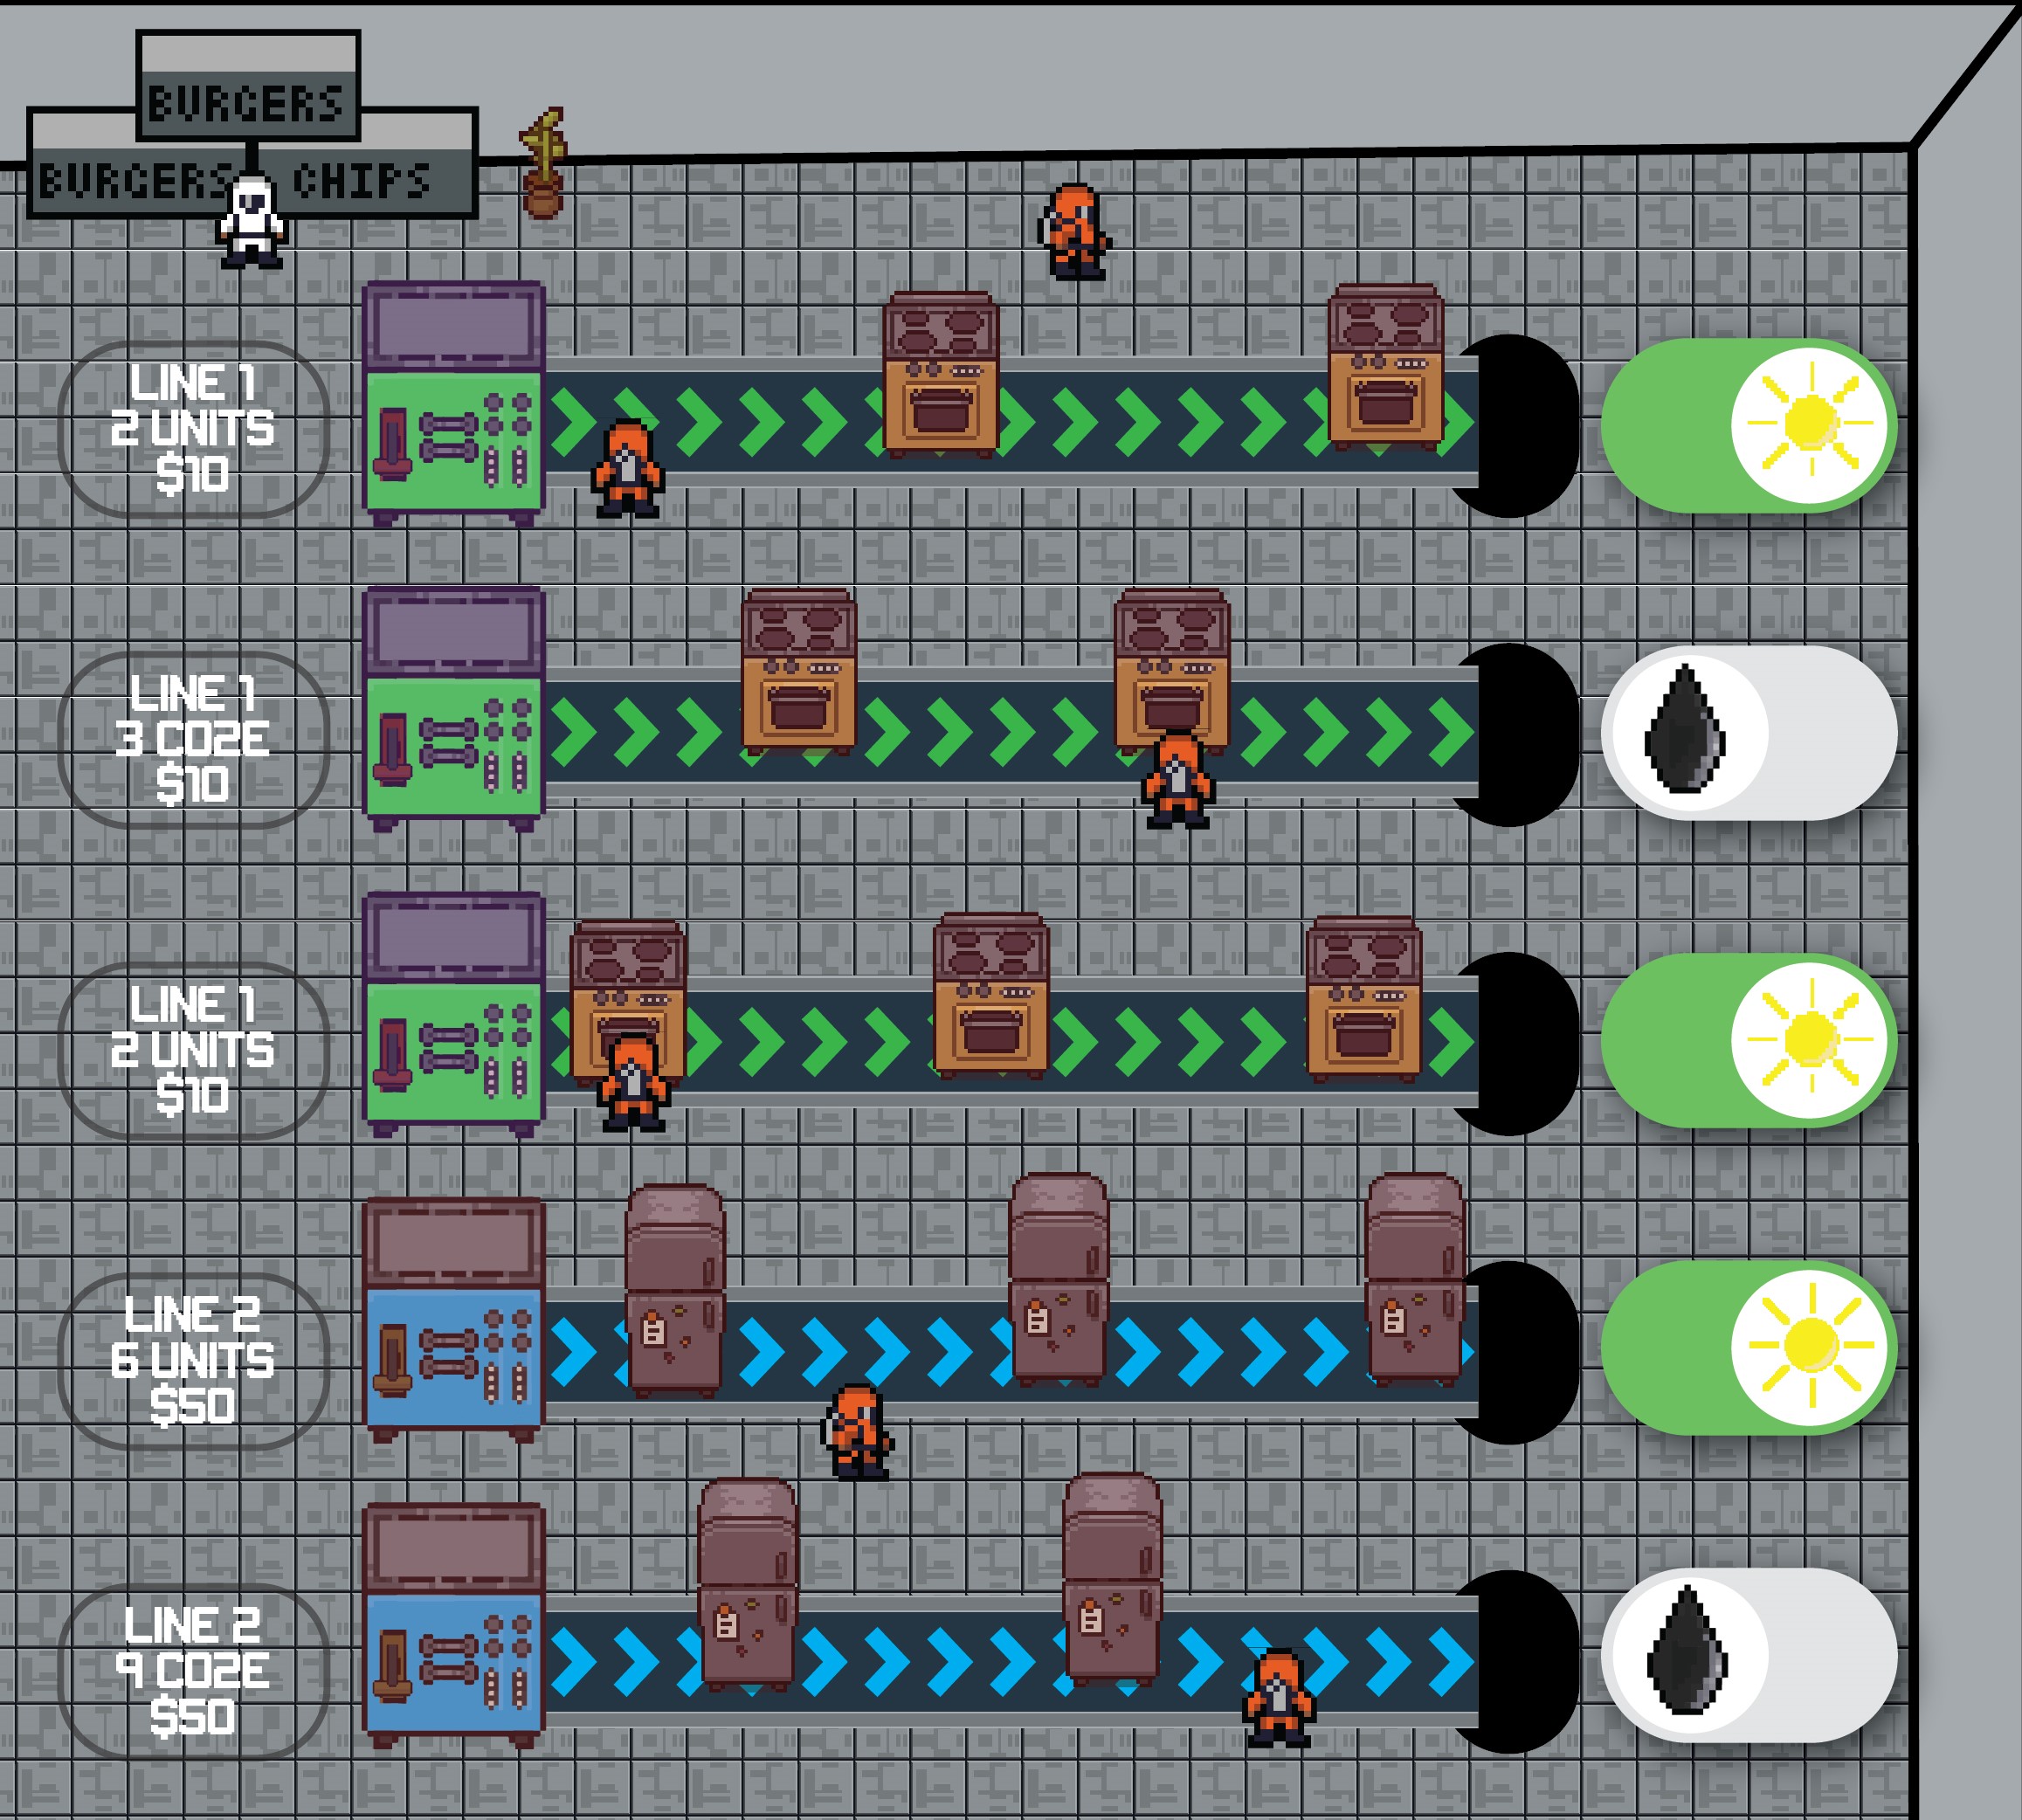 BURGERS
BURGERS CHIPS
LINE 1
2 UNITS
$10
LINE 1
3 CO2E
$10
LINE 1
2 UNITS
$10
LINE 2
6 UNITS
$50
LINE 2
9 CO2E
$50